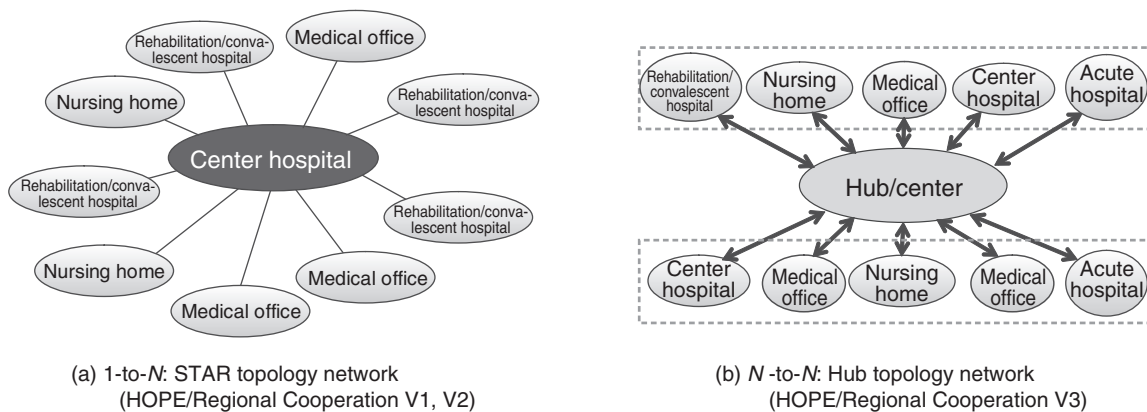 Rehabilitation/conva-
lescent hospital
Medical office
Nursing home
Rehabilitation/conva-
lescent hospital
Center hospital
Rehabilitation/conva-
lescent hospital
Rehabilitation/conva-
lescent hospital
Nursing home
Medical office
Medical office
(a) 1-to-N: STAR topology network
(HOPE/Regional Cooperation V1, V2)
Rehabilitation/
convalescent
hospital
Nursing
home
Medical
office
Center
hospital
Acute
hospital
Hub/center
Center
hospital
Medical
office
Nursing
home
Medical
office
Acute
hospital
(b) N -to-N: Hub topology network
(HOPE/Regional Cooperation V3)